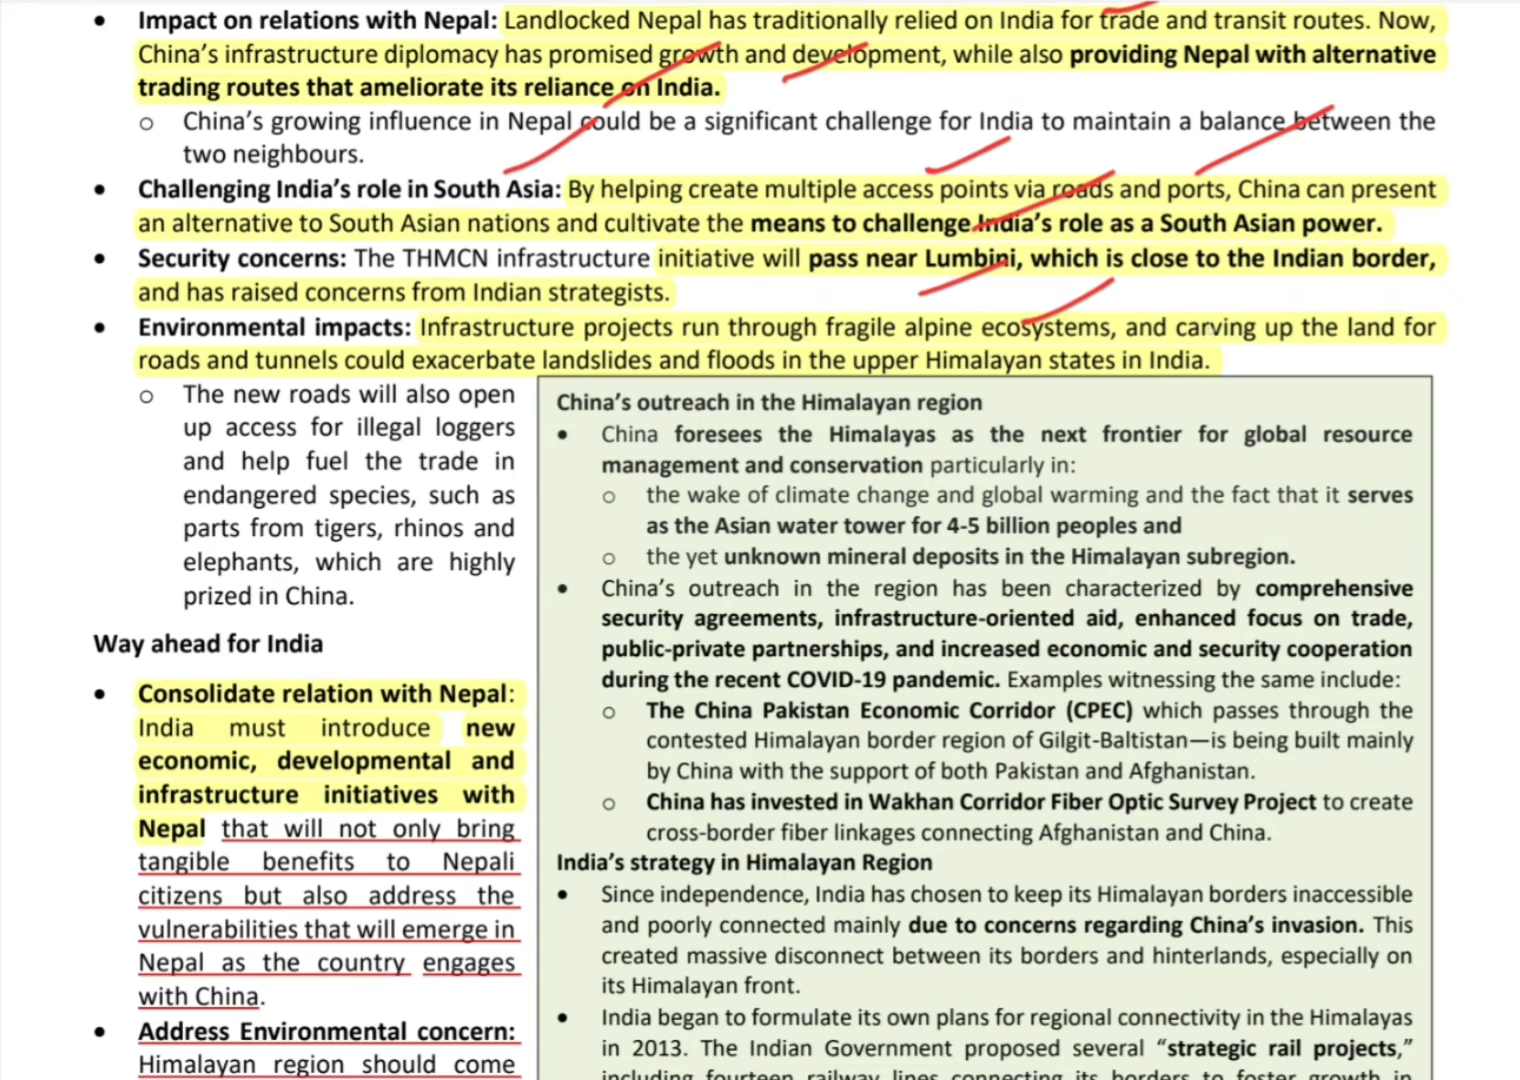 • Impact on relations with Nepal: Landlocked Nepal has traditionally relied on India for trade and transit routes. Now,
China’s infrastructure diplomacy has promised growth and development, while also providing Nepal with alternative
trading routes that ameliorate its reliance on India.
o China’s growing influence in Nepal could be a significant challenge for India to maintain a balance between the
two neighbours.
• Challenging India’s role in South Asia: By helping create multiple access points via roads and ports, China can present
an alternative to South Asian nations and cultivate the means to challenge India’s role as a South Asian power.
• Security concerns: The THMCN infrastructure initiative will pass near Lumbini, which is close to the Indian border,
and has raised concerns from Indian strategists.
• Environmental impacts: Infrastructure projects run through fragile alpine ecosystems, and carving up the land for
roads and tunnels could exacerbate landslides and floods in the upper Himalayan states in India.
o The new roads will also open
up access for illegal loggers
and help fuel the trade in
endangered species, such as
parts from tigers, rhinos and
elephants, which are highly
prized in China.
Way ahead for India
• Consolidate relation with Nepal:
India must introduce new
economic, developmental and
infrastructure initiatives with
Nepal that will not only bring
tangible benefits to Nepali
citizens but also address the
vulnerabilities that will emerge in
Nepal as the country engages
with China.
• Address Environmental concern:
Himalayan region should come
China’s outreach in the Himalayan region
• China foresees the Himalayas as the next frontier for global resource
management and conservation particularly in:
o the wake of climate change and global warming and the fact that it serves
as the Asian water tower for 4-5 billion peoples and
o the yet unknown mineral deposits in the Himalayan subregion.
• China’s outreach in the region has been characterized by comprehensive
security agreements, infrastructure-oriented aid, enhanced focus on trade,
public-private partnerships, and increased economic and security cooperation
during the recent COVID-19 pandemic. Examples witnessing the same include:
o The China Pakistan Economic Corridor (CPEC) which passes through the
contested Himalayan border region of Gilgit-Baltistan—is being built mainly
by China with the support of both Pakistan and Afghanistan.
o China has invested in Wakhan Corridor Fiber Optic Survey Project to create
cross-border fiber linkages connecting Afghanistan and China.
India’s strategy in Himalayan Region
• Since independence, India has chosen to keep its Himalayan borders inaccessible
and poorly connected mainly due to concerns regarding China’s invasion. This
created massive disconnect between its borders and hinterlands, especially on
its Himalayan front.
• India began to formulate its own plans for regional connectivity in the Himalayas
in 2013. The Indian Government proposed several “strategic rail projects,”
including fourteen railway lines connecting its borders to foster growth in